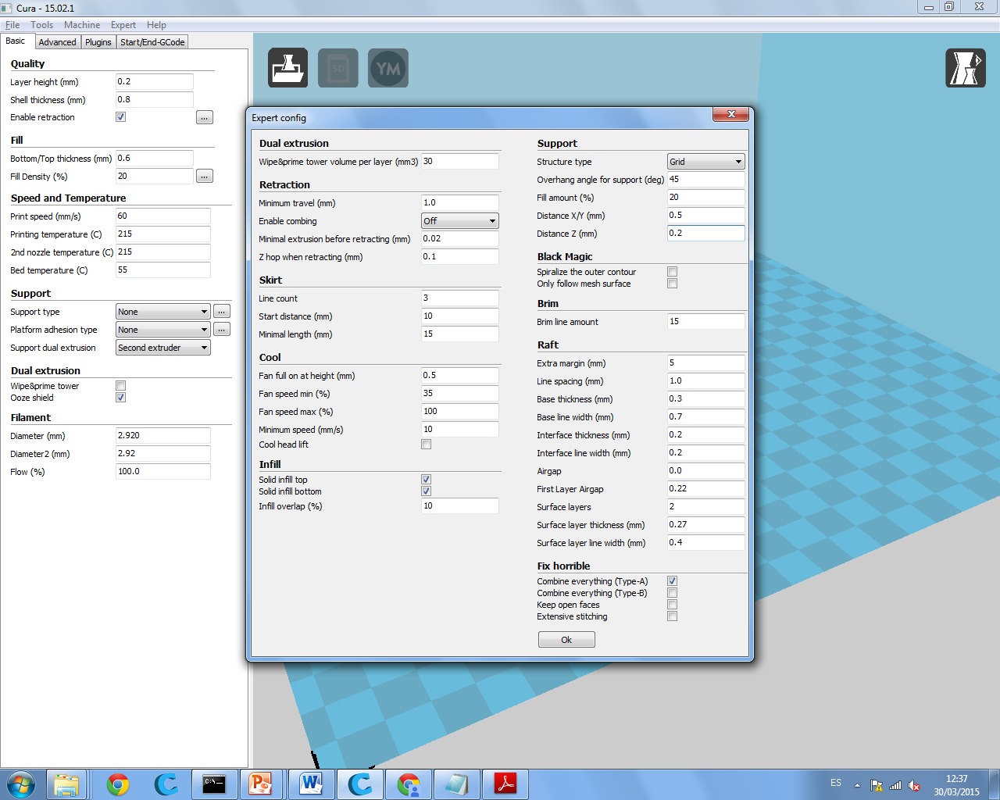 Cura - 15.02.1
File Tools Machine Expert Help
Basic Advanced Plugins Start/End-GCode
Quality
Layer height (mm) 0.2
Shell thickness (mm) 0.8
Enable retraction ...
Fill
Bottom/Top thickness (mm) 0.6
Fill Density (%) 20 ...
Speed and Temperature
Print speed (mm/s) 60
Printing temperature (C) 215
2nd nozzle temperature (C) 215
Bed temperature (C) 55
Support
Support type None ...
Platform adhesion type None ...
Support dual extrusion Second extruder
Dual extrusion
Wipe&prime tower
Ooze shield
Filament
Diameter (mm) 2.920
Diameter2 (mm) 2.92
Flow (%) 100.0
SD
YM
Expert config
Dual extrusion
Wipe&prime tower volume per layer (mm3) 30
Retraction
Minimum travel (mm) 1.0
Enable combing Off
Minimal extrusion before retracting (mm) 0.02
Z hop when retracting (mm) 0.1
Skirt
Line count 3
Start distance (mm) 10
Minimal length (mm) 15
Cool
Fan full on at height (mm) 0.5
Fan speed min (%) 35
Fan speed max (%) 100
Minimum speed (mm/s) 10
Cool head lift
Infill
Solid infill top
Solid infill bottom
Infill overlap (%) 10
Support
Structure type Grid
Overhang angle for support (deg) 45
Fill amount (%) 20
Distance X/Y (mm) 0.5
Distance Z (mm) 0.2
Black Magic
Spiralize the outer contour
Only follow mesh surface
Brim
Brim line amount 15
Raft
Extra margin (mm) 5
Line spacing (mm) 1.0
Base thickness (mm) 0.3
Base line width (mm) 0.7
Interface thickness (mm) 0.2
Interface line width (mm) 0.2
Airgap 0.0
First Layer Airgap 0.22
Surface layers 2
Surface layer thickness (mm) 0.27
Surface layer line width (mm) 0.4
Fix horrible
Combine everything (Type-A)
Combine everything (Type-B)
Keep open faces
Extensive stitching
Ok
C:\
ES
12:37
30/03/2015